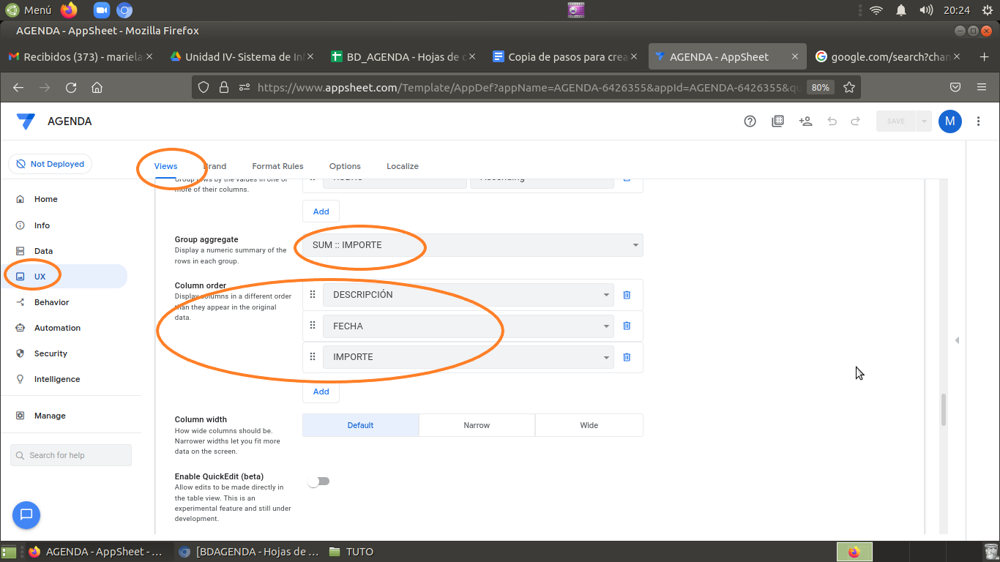 Menú
20:24
AGENDA - AppSheet - Mozilla Firefox
Recibidos (373) - mariela
Unidad IV- Sistema de Inf
BD_AGENDA - Hojas de c
Copia de pasos para crea
AGENDA - AppSheet
google.com/search?chan
https://www.appsheet.com/Template/AppDef?appName=AGENDA-6426355&appId=AGENDA-6426355&qu
80%
AGENDA
SAVE
M
Not Deployed
Views
Brand
Format Rules
Options
Localize
Group rows by the values in one or
more of their columns.
Ascending
Add
Home
Info
Data
UX
Behavior
Automation
Security
Intelligence
Manage
Search for help
Group aggregate
Display a numeric summary of the
rows in each group.
SUM :: IMPORTE
Column order
Display columns in a different order
than they appear in the original
data.
DESCRIPCIÓN
FECHA
IMPORTE
Add
Column width
How wide columns should be.
Narrower widths let you fit more
data on the screen.
Default
Narrow
Wide
Enable QuickEdit (beta)
Allow edits to be made directly in
the table view. This is an
experimental feature and still under
development.
AGENDA - AppSheet - ...
[BDAGENDA - Hojas de ...
TUTO